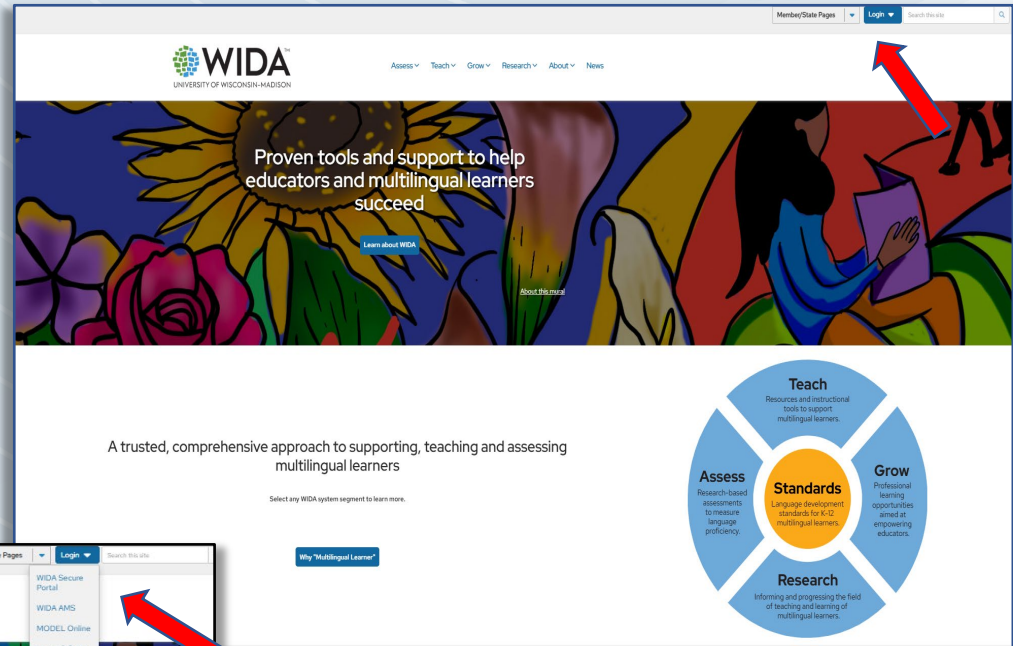 Member/State Pages
Login
Search this site
WIDA™
UNIVERSITY OF WISCONSIN-MADISON
Assess Teach Grow Research About News
Proven tools and support to help
educators and multilingual learners
succeed
Learn about WIDA
About this mural
A trusted, comprehensive approach to supporting, teaching and assessing
multilingual learners
Select any WIDA system segment to learn more.
Why "Multilingual Learner"
Teach
Resources and instructional
tools to support
multilingual learners.
Assess
Research-based
assessments
to measure
language
proficiency.
Standards
Language development
standards for K-12
multilingual learners.
Grow
Professional
learning
opportunities
aimed at
empowering
educators.
Research
Informing and progressing the field
of teaching and learning of
multilingual learners.
Pages
Login
Search this site
WIDA Secure
Portal
WIDA AMS
MODEL Online